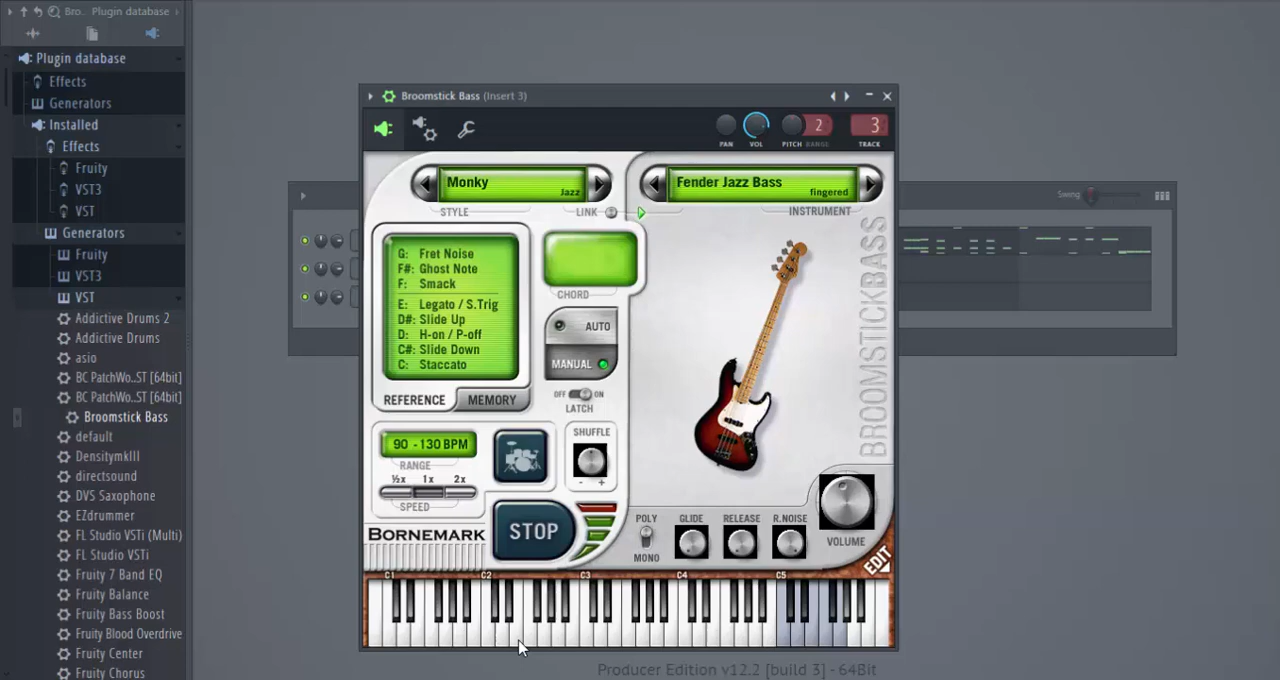 Bro.. Plugin database
Plugin database
Effects
Generators
Installed
Effects
Fruity
VST3
VST
Generators
Fruity
VST3
VST
Addictive Drums 2
Addictive Drums
asio
BC PatchWo..ST [64bit]
BC PatchWo..ST [64bit]
Broomstick Bass
default
DensitymkIII
directsound
DVS Saxophone
EZdrummer
FL Studio VSTi (Multi)
FL Studio VSTi
Fruity 7 Band EQ
Fruity Balance
Fruity Bass Boost
Fruity Blood Overdrive
Fruity Center
Fruity Chorus
Broomstick Bass (Insert 3)
2
3
PAN
VOL
PITCH
RANGE
TRACK
Monky
Jazz
STYLE
LINK
Fender Jazz Bass
fingered
INSTRUMENT
G: Fret Noise
F#: Ghost Note
F: Smack
E: Legato / S.Trig
D#: Slide Up
D: H-on / P-off
C#: Slide Down
C: Staccato
REFERENCE
MEMORY
CHORD
AUTO
MANUAL
OFF
ON
LATCH
90 - 130 BPM
RANGE
½x 1x 2x
SPEED
SHUFFLE
- +
BORNEMARK
STOP
POLY
MONO
GLIDE
RELEASE
R.NOISE
VOLUME
EDIT
BROOMSTICKBASS
C1 C2 C3 C4 C5
Swing
Producer Edition v12.2 [build 3] - 64Bit